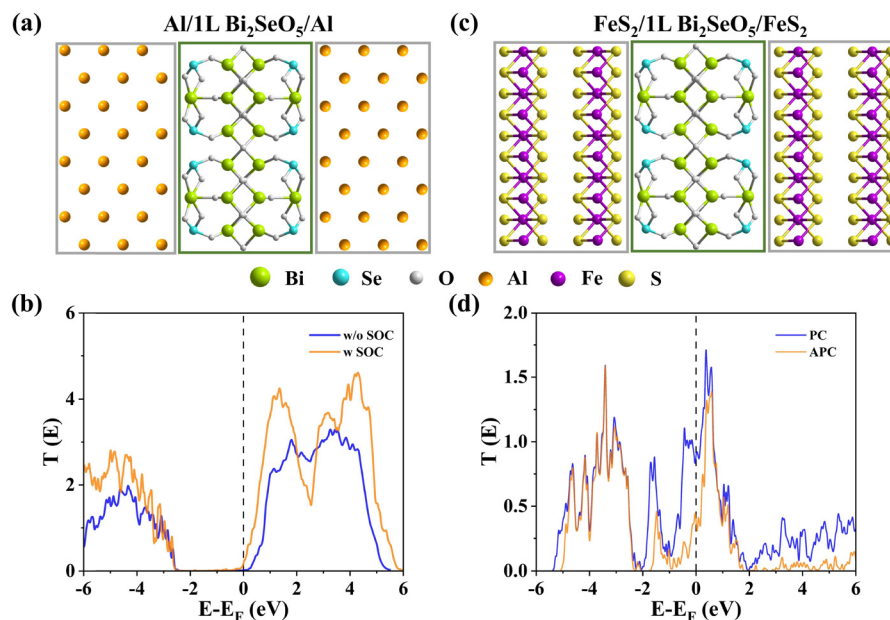 (a) Al/1L Bi₂SeO₅/Al
(c) FeS₂/1L Bi₂SeO₅/FeS₂
Bi Se O Al Fe S
(b)
6
4
2
0
T (E)
w/o SOC
w SOC
-6 -4 -2 0 2 4 6
E-E_F (eV)
(d)
2.0
1.5
1.0
0.5
0.0
T (E)
PC
APC
-6 -4 -2 0 2 4 6
E-E_F (eV)